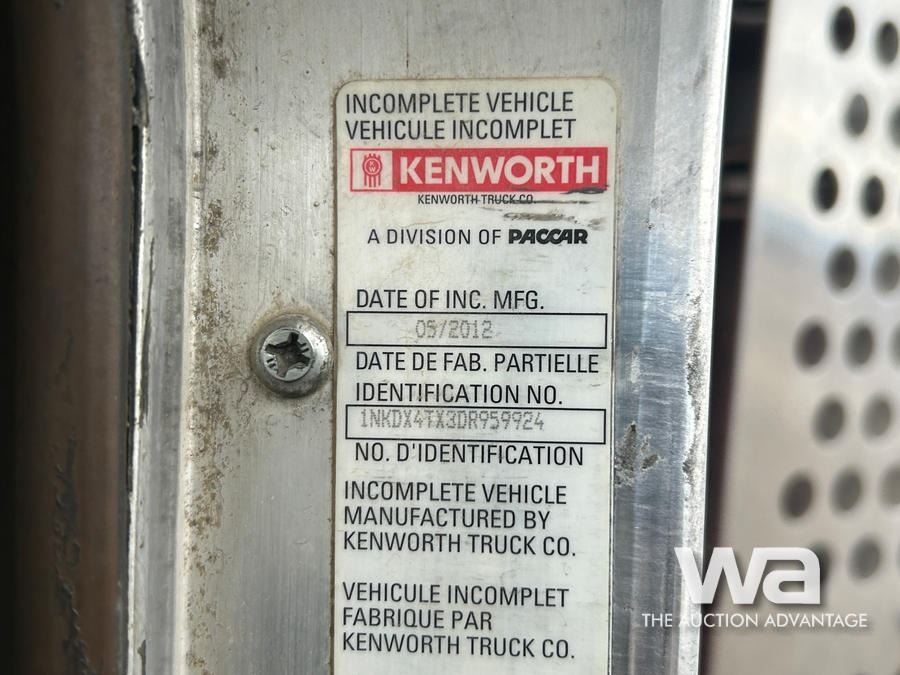 INCOMPLETE VEHICLE
VEHICULE INCOMPLET
KENWORTH
KENWORTH TRUCK CO.
A DIVISION OF PACCAR
DATE OF INC. MFG.
05/2012
DATE DE FAB. PARTIELLE
IDENTIFICATION NO.
1NKDX4TX3DR959924
NO. D'IDENTIFICATION
INCOMPLETE VEHICLE
MANUFACTURED BY
KENWORTH TRUCK CO.
VEHICULE INCOMPLET
FABRIQUE PAR
KENWORTH TRUCK CO.
wa
THE AUCTION ADVANTAGE